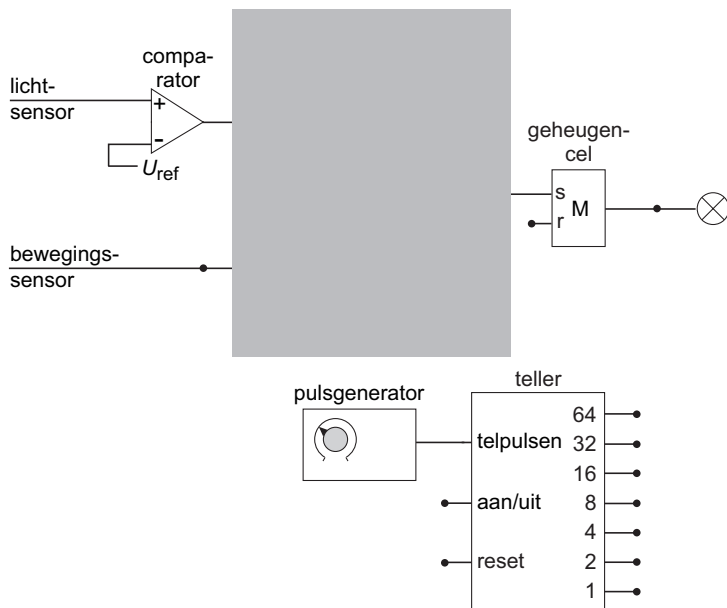 compa-
rator
licht-
sensor
+
-
Uref
geheugen-
cel
s
M
r
bewegings-
sensor
pulsgenerator
teller
telpulsen
aan/uit
reset
64
32
16
8
4
2
1